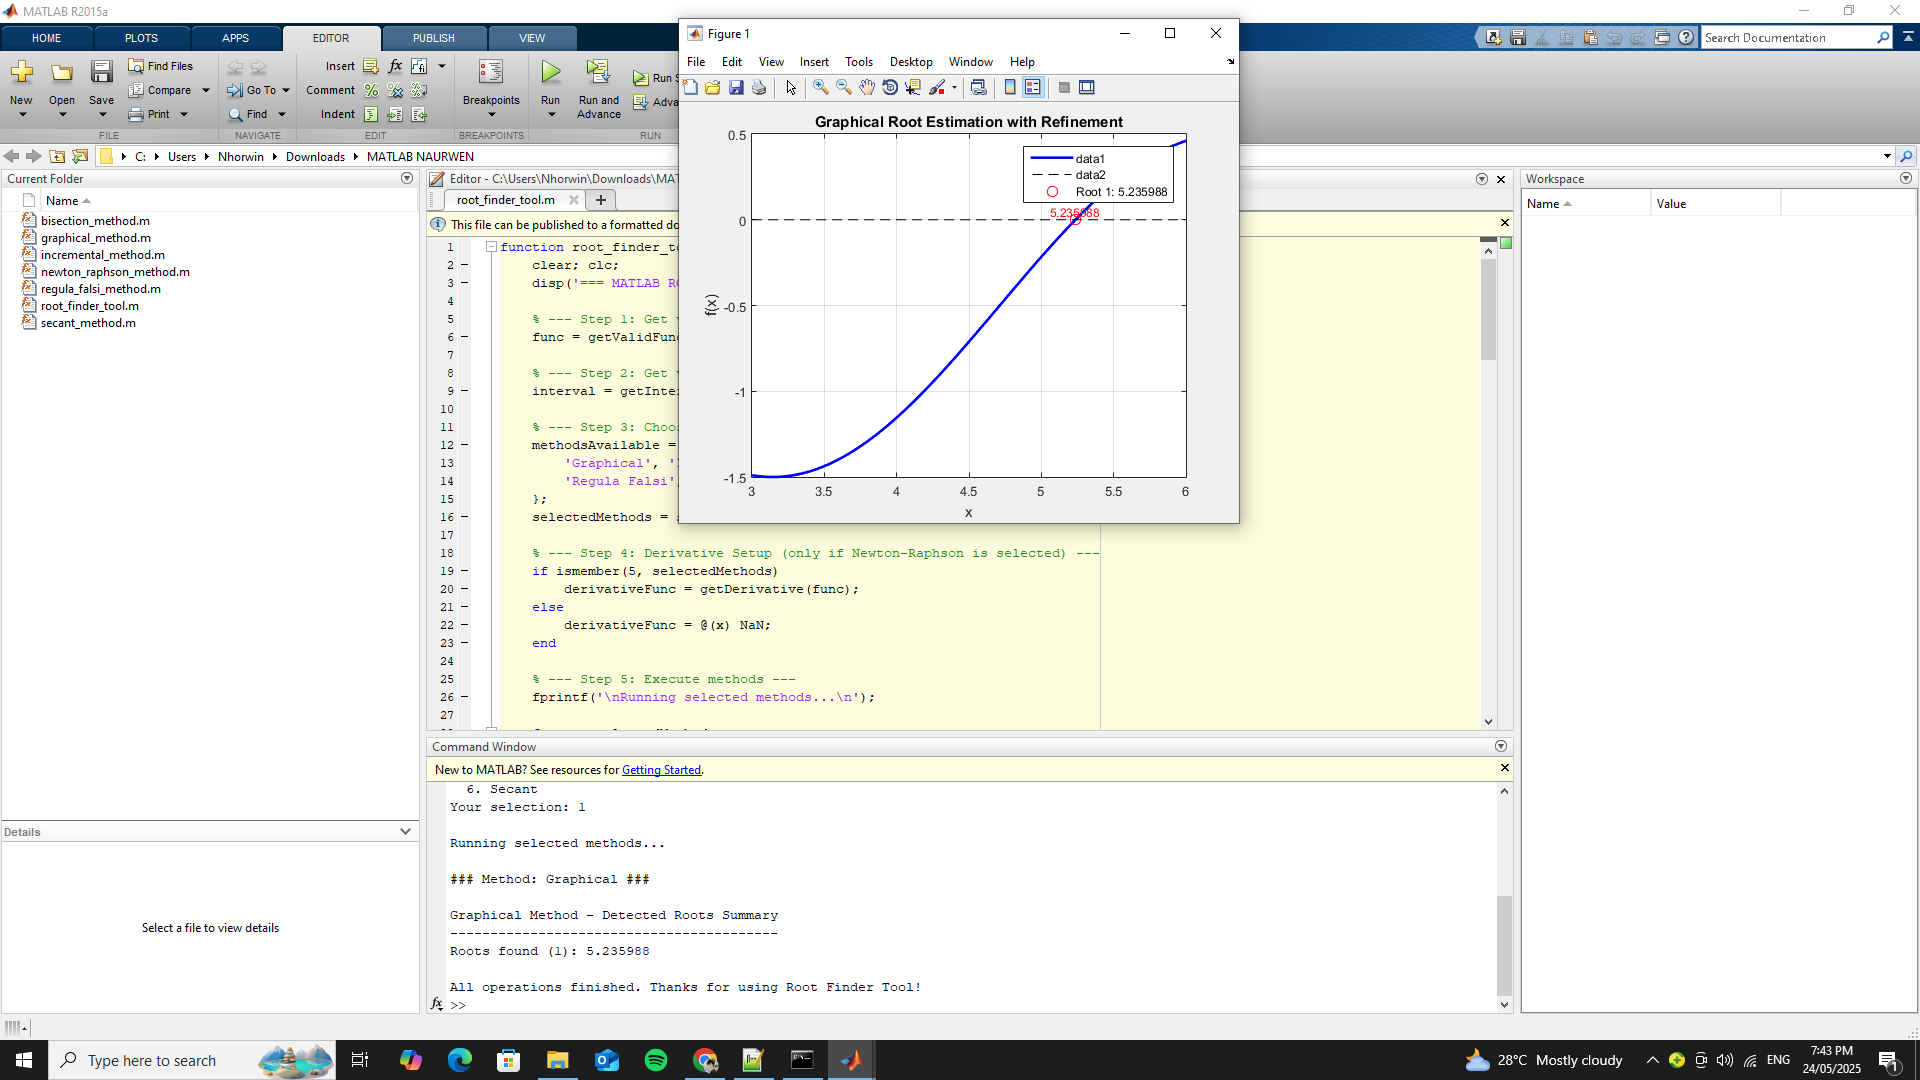 MATLAB R2015a
HOME
PLOTS
APPS
EDITOR
PUBLISH
VIEW
Search Documentation
New
Open
Save
Find Files
Compare
Print
Go To
Find
Insert
Comment
Indent
fx
Breakpoints
Run
Run and
Advance
Run S
Adva
FILE
NAVIGATE
EDIT
BREAKPOINTS
RUN
C: Users Nhorwin Downloads MATLAB NAURWEN
Current Folder
Name
bisection_method.m
graphical_method.m
incremental_method.m
newton_raphson_method.m
regula_falsi_method.m
root_finder_tool.m
secant_method.m
Details
Select a file to view details
Editor - C:\Users\Nhorwin\Downloads\MAT
root_finder_tool.m
This file can be published to a formatted do
1 function root_finder_to
2 clear; clc;
3 disp('=== MATLAB RO
4
5 % --- Step 1: Get
6 func = getValidFunc
7
8 % --- Step 2: Get
9 interval = getInter
10
11 % --- Step 3: Choos
12 methodsAvailable =
13 'Graphical', '
14 'Regula Falsi',
15 };
16 selectedMethods =
17
18 % --- Step 4: Derivative Setup (only if Newton-Raphson is selected) ---
19 if ismember(5, selectedMethods)
20 derivativeFunc = getDerivative(func);
21 else
22 derivativeFunc = @(x) NaN;
23 end
24
25 % --- Step 5: Execute methods ---
26 fprintf('\nRunning selected methods...\n');
27
Figure 1
File Edit View Insert Tools Desktop Window Help
Graphical Root Estimation with Refinement
data1
data2
Root 1: 5.235988
5.235988
0.5
0
-0.5
-1
-1.5
f(x)
3 3.5 4 4.5 5 5.5 6
x
Command Window
New to MATLAB? See resources for Getting Started.
6. Secant
Your selection: 1
Running selected methods...
### Method: Graphical ###
Graphical Method - Detected Roots Summary
-----------------------------------------
Roots found (1): 5.235988
All operations finished. Thanks for using Root Finder Tool!
fx >>
Workspace
Name
Value
Type here to search
28°C Mostly cloudy
ENG
7:43 PM
24/05/2025
1